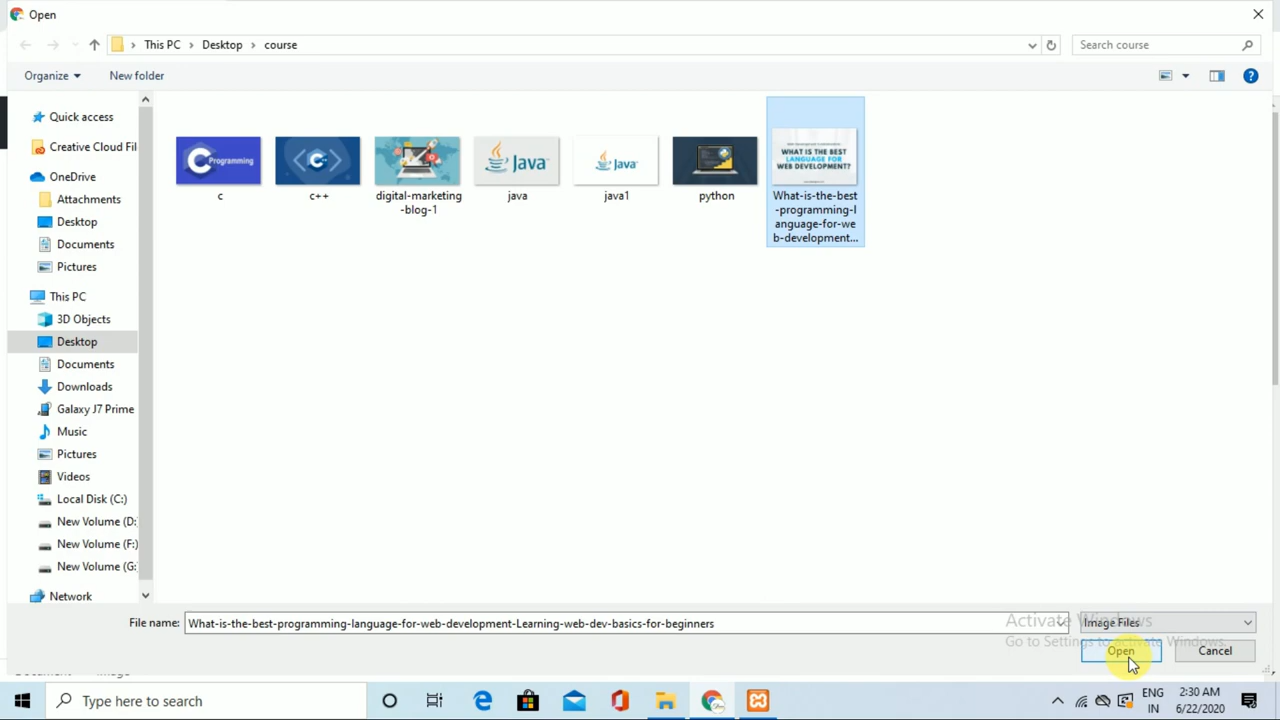 Open
This PC
Desktop
course
Search course
Organize
New folder
Quick access
Creative Cloud Fil
OneDrive
Attachments
Desktop
Documents
Pictures
This PC
3D Objects
Desktop
Documents
Downloads
Galaxy J7 Prime
Music
Pictures
Videos
Local Disk (C:)
New Volume (D:
New Volume (F:)
New Volume (G:
Network
Programming
c
c++
digital-marketing
-blog-1
Java
java
Java
java1
python
WHAT IS THE BEST
LANGUAGE FOR
WEB DEVELOPMENT?
What-is-the-best
-programming-l
anguage-for-we
b-development...
File name:
What-is-the-best-programming-language-for-web-development-Learning-web-dev-basics-for-beginners
Image Files
Activate Windows
Go to Settings to activate Windows.
Open
Cancel
Type here to search
ENG
IN
2:30 AM
6/22/2020